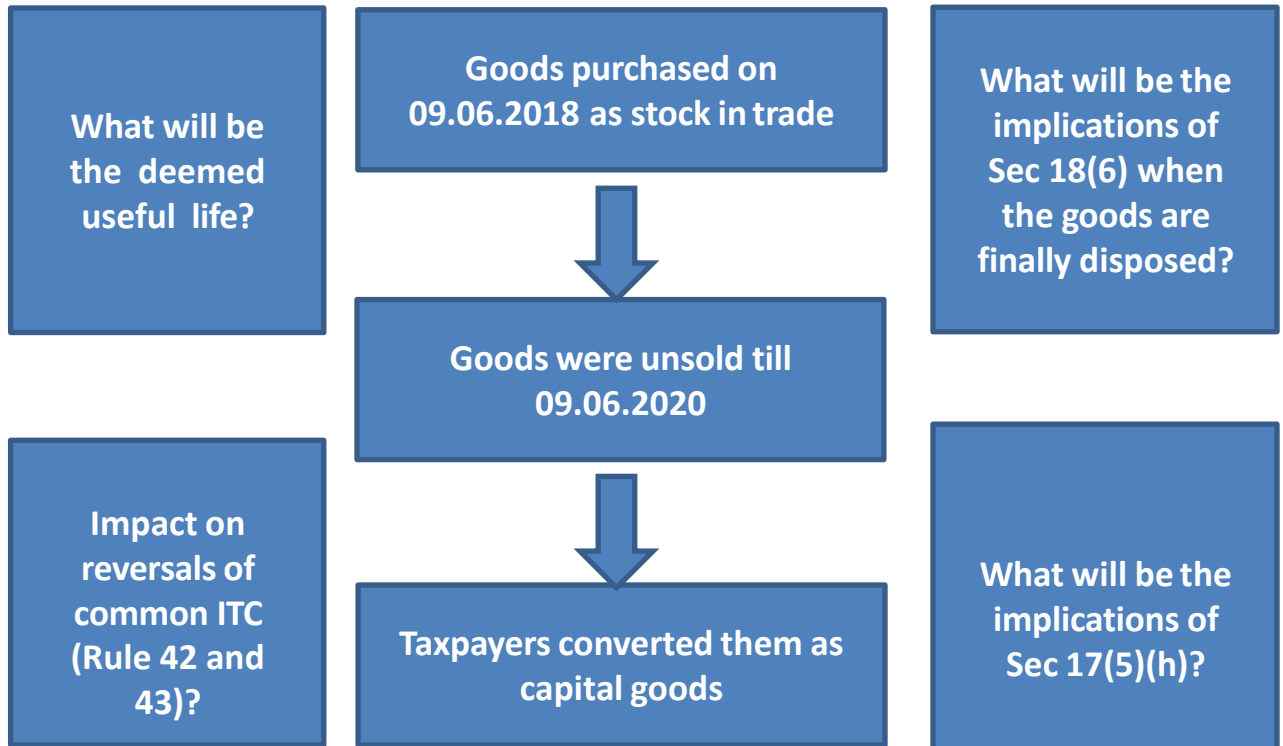 What will be
the deemed
useful life?
Goods purchased on
09.06.2018 as stock in trade
What will be the
implications of
Sec 18(6) when
the goods are
finally disposed?
Goods were unsold till
09.06.2020
Impact on
reversals of
common ITC
(Rule 42 and
43)?
Taxpayers converted them as
capital goods
What will be the
implications of
Sec 17(5)(h)?